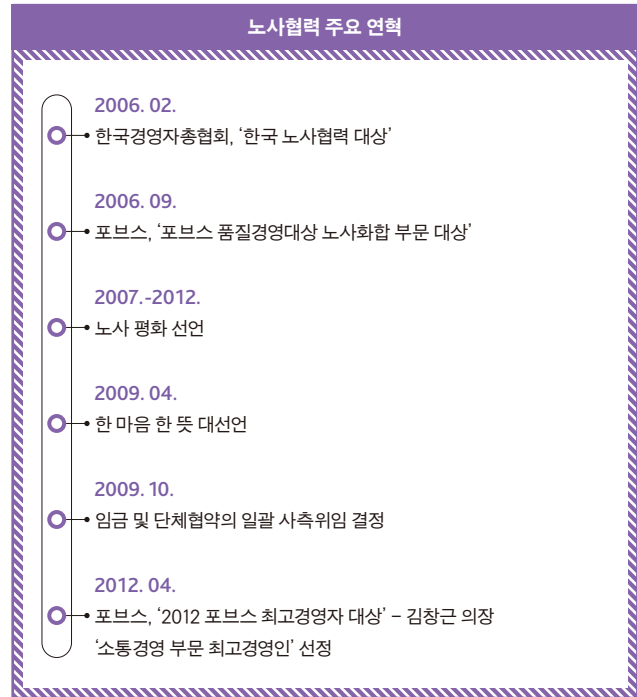 노사협력 주요 연혁
2006. 02.
• 한국경영자총협회, ‘한국 노사협력 대상’
2006. 09.
• 포브스, ‘포브스 품질경영대상 노사화합 부문 대상’
2007.-2012.
• 노사 평화 선언
2009. 04.
• 한 마음 한 뜻 대선언
2009. 10.
• 임금 및 단체협약의 일괄 사측위임 결정
2012. 04.
• 포브스, ‘2012 포브스 최고경영자 대상’ – 김창근 의장
‘소통경영 부문 최고경영인’ 선정